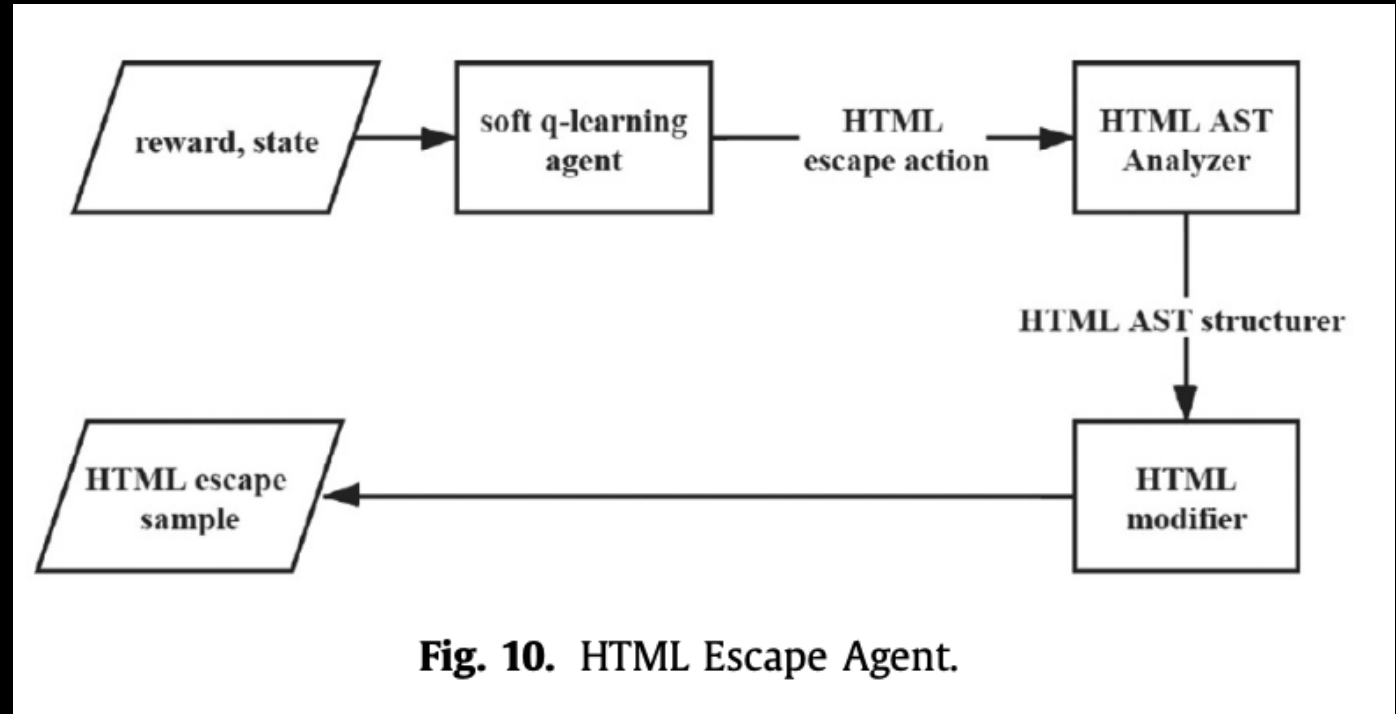 reward, state
soft q-learning
agent
HTML
escape action
HTML AST
Analyzer
HTML AST structurer
HTML
modifier
HTML escape
sample
Fig. 10. HTML Escape Agent.